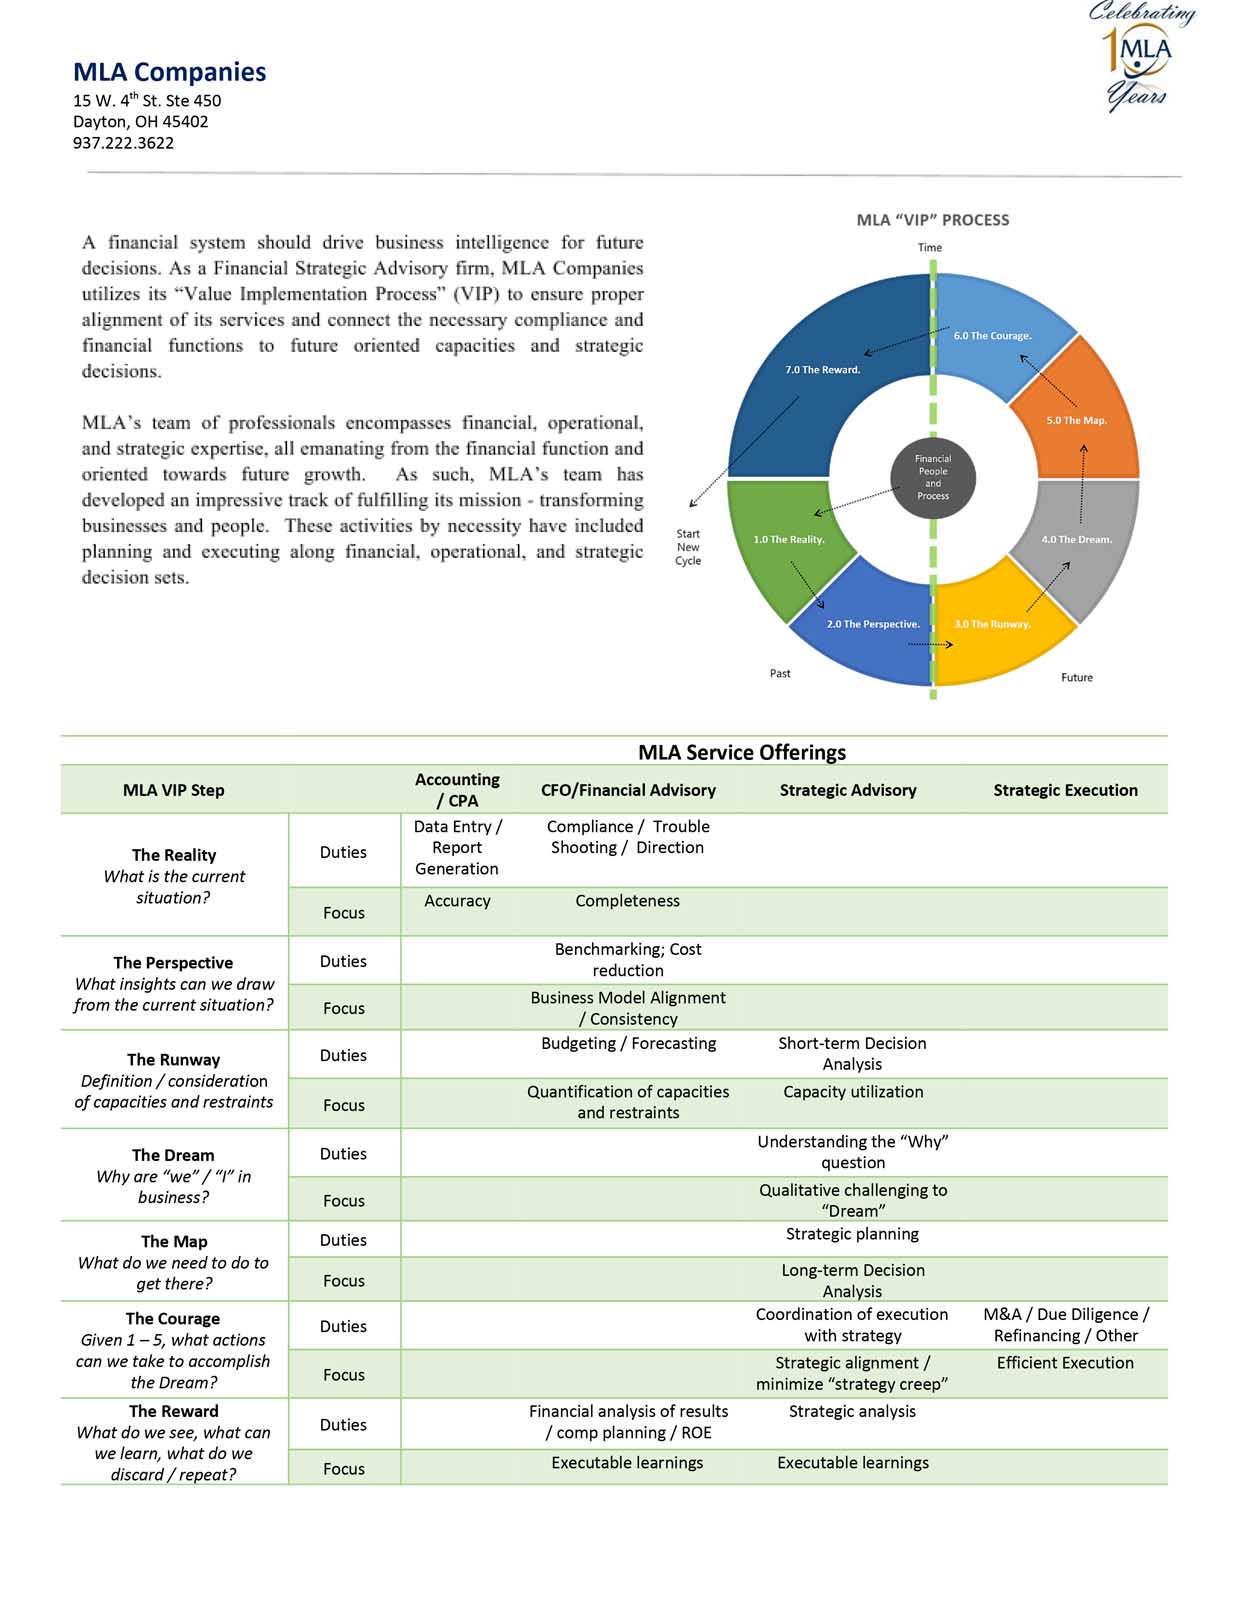 Celebrating
10 MLA
Years
MLA Companies
15 W. 4th St. Ste 450
Dayton, OH 45402
937.222.3622
A financial system should drive business intelligence for future
decisions. As a Financial Strategic Advisory firm, MLA Companies
utilizes its “Value Implementation Process” (VIP) to ensure proper
alignment of its services and connect the necessary compliance and
financial functions to future oriented capacities and strategic
decisions.
MLA’s team of professionals encompasses financial, operational,
and strategic expertise, all emanating from the financial function and
oriented towards future growth. As such, MLA’s team has
developed an impressive track of fulfilling its mission - transforming
businesses and people. These activities by necessity have included
planning and executing along financial, operational, and strategic
decision sets.
MLA “VIP” PROCESS
Time
6.0 The Courage.
7.0 The Reward.
5.0 The Map.
Financial
People
and
Process
Start
New
Cycle
1.0 The Reality.
4.0 The Dream.
2.0 The Perspective.
3.0 The Runway.
Past
Future
MLA Service Offerings
MLA VIP Step
Accounting
/ CPA
CFO/Financial Advisory
Strategic Advisory
Strategic Execution
The Reality
What is the current
situation?
Duties
Data Entry /
Report
Generation
Compliance / Trouble
Shooting / Direction
Focus
Accuracy
Completeness
The Perspective
What insights can we draw
from the current situation?
Duties
Benchmarking; Cost
reduction
Focus
Business Model Alignment
/ Consistency
The Runway
Definition / consideration
of capacities and restraints
Duties
Budgeting / Forecasting
Short-term Decision
Analysis
Focus
Quantification of capacities
and restraints
Capacity utilization
The Dream
Why are “we” / “I” in
business?
Duties
Understanding the “Why”
question
Focus
Qualitative challenging to
“Dream”
The Map
What do we need to do to
get there?
Duties
Strategic planning
Focus
Long-term Decision
Analysis
The Courage
Given 1 – 5, what actions
can we take to accomplish
the Dream?
Duties
Coordination of execution
with strategy
M&A / Due Diligence /
Refinancing / Other
Focus
Strategic alignment /
minimize “strategy creep”
Efficient Execution
The Reward
What do we see, what can
we learn, what do we
discard / repeat?
Duties
Financial analysis of results
/ comp planning / ROE
Strategic analysis
Focus
Executable learnings
Executable learnings